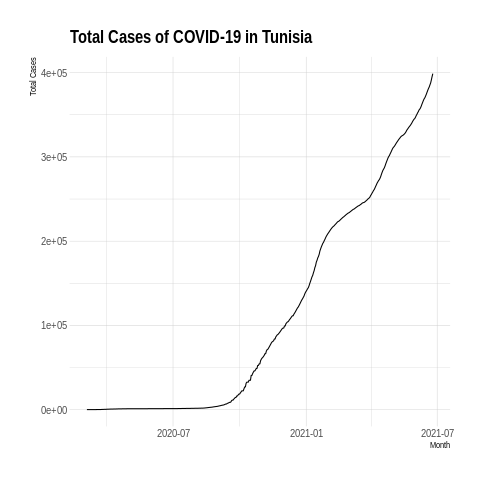 Total Cases of COVID-19 in Tunisia
Total Cases
4e+05
3e+05
2e+05
1e+05
0e+00
2020-07 2021-01 2021-07
Month